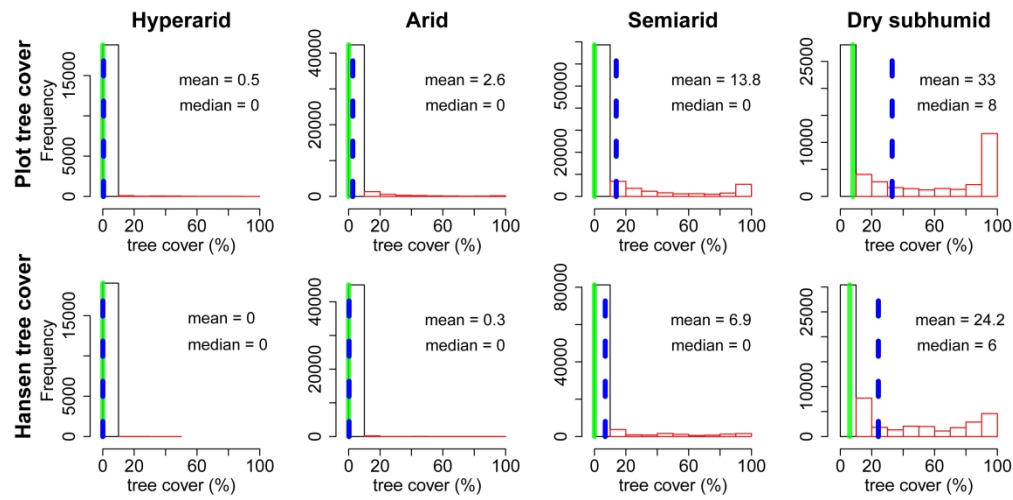 Hyperarid
Arid
Semiarid
Dry subhumid
Plot tree cover
Frequency
0 5000 15000
mean = 0.5
median = 0
0 20 60 100
tree cover (%)
0 20000 40000
mean = 2.6
median = 0
0 20 60 100
tree cover (%)
0 20000 50000
mean = 13.8
median = 0
0 20 60 100
tree cover (%)
0 10000 25000
mean = 33
median = 8
0 20 60 100
tree cover (%)
Hansen tree cover
Frequency
0 5000 15000
mean = 0
median = 0
0 20 60 100
tree cover (%)
0 20000 40000
mean = 0.3
median = 0
0 20 60 100
tree cover (%)
0 40000 80000
mean = 6.9
median = 0
0 20 60 100
tree cover (%)
0 10000 25000
mean = 24.2
median = 6
0 20 60 100
tree cover (%)